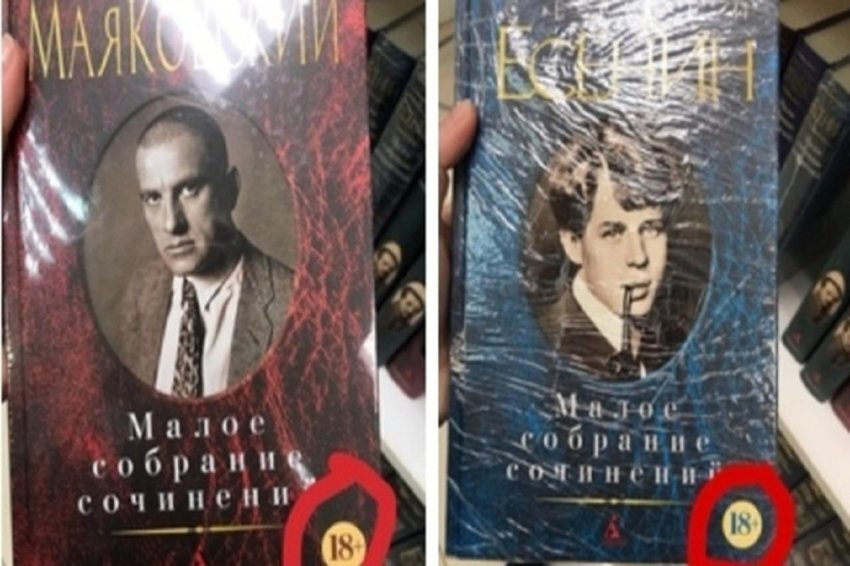 МАЯКОВСКИЙ
Малое
собрание
сочинени
18+
Есенин
Малое
собрание
сочинений
18+